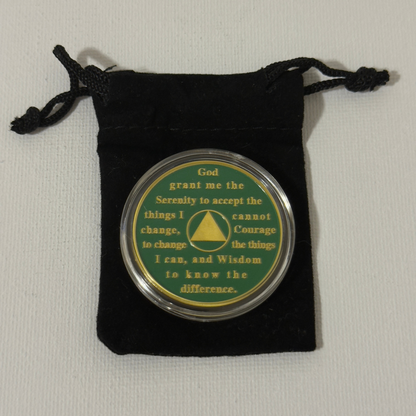 God
grant me the
Serenity to accept the
things I cannot
change, Courage
to change the things
I can, and Wisdom
to know the
difference.